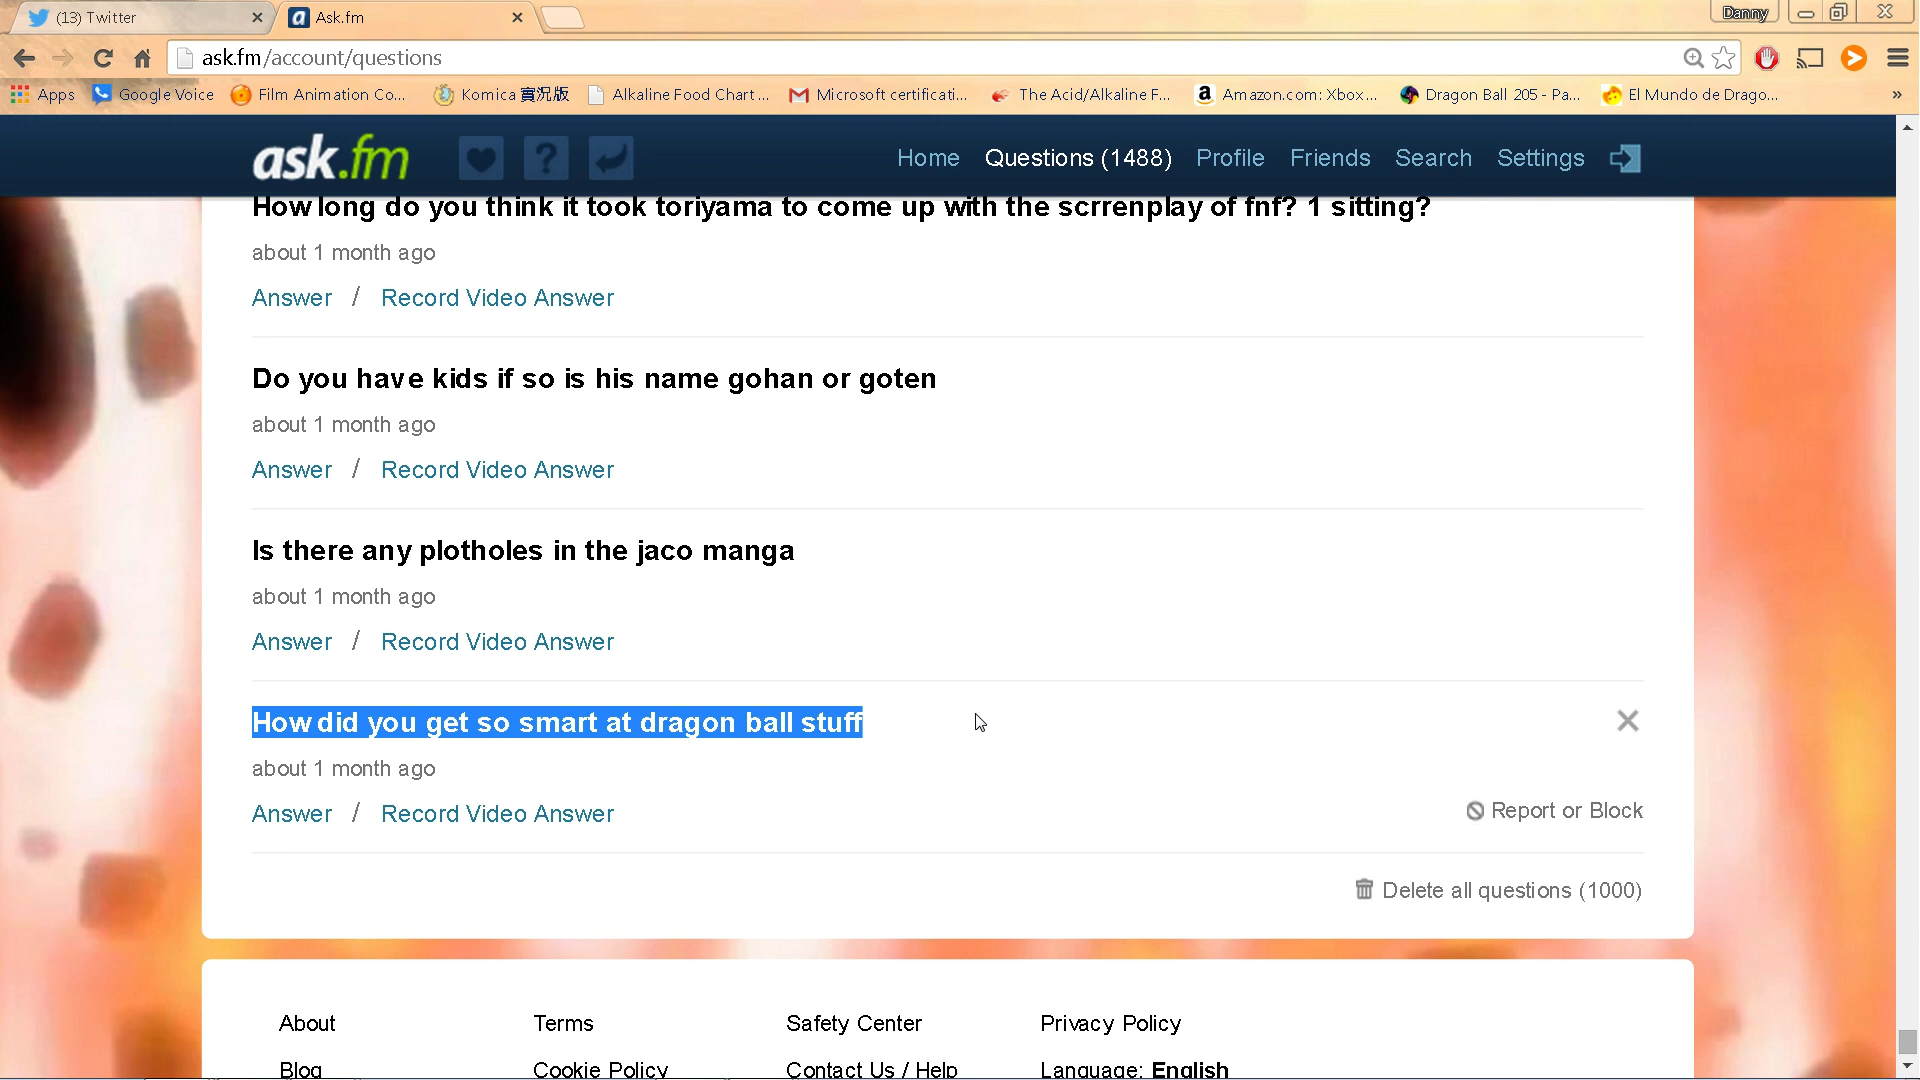 (13) Twitter
Ask.fm
Danny
ask.fm/account/questions
Apps Google Voice Film Animation Co... Komica 實況版 Alkaline Food Chart ... Microsoft certificati... The Acid/Alkaline F... Amazon.com: Xbox... Dragon Ball 205 - Pa... El Mundo de Drago... »
ask.fm Home Questions (1488) Profile Friends Search Settings
How long do you think it took toriyama to come up with the scrrenplay of fnf? 1 sitting?
about 1 month ago
Answer / Record Video Answer
Do you have kids if so is his name gohan or goten
about 1 month ago
Answer / Record Video Answer
Is there any plotholes in the jaco manga
about 1 month ago
Answer / Record Video Answer
How did you get so smart at dragon ball stuff
about 1 month ago
Answer / Record Video Answer
Report or Block
Delete all questions (1000)
About Terms Safety Center Privacy Policy
Blog Cookie Policy Contact Us / Help Language: English